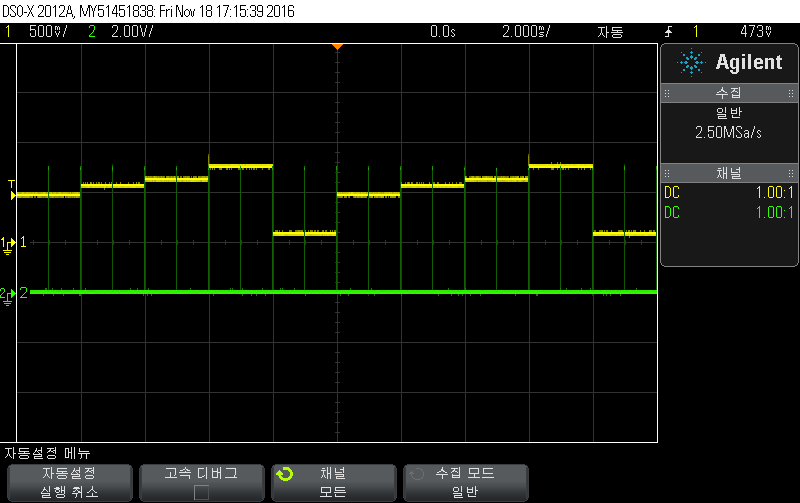 DSO-X 2012A, MY51451838: Fri Nov 18 17:15:39 2016
1 500mV/ 2 2.00V/ 0.0s 2.000ms/ 자동 1 473mV
Agilent
수집
일반
2.50MSa/s
채널
DC 1.00:1
DC 1.00:1
T
1 1
2 2
자동설정 메뉴
자동설정 고속 디버그 채널 수집 모드
실행 취소 모든 일반